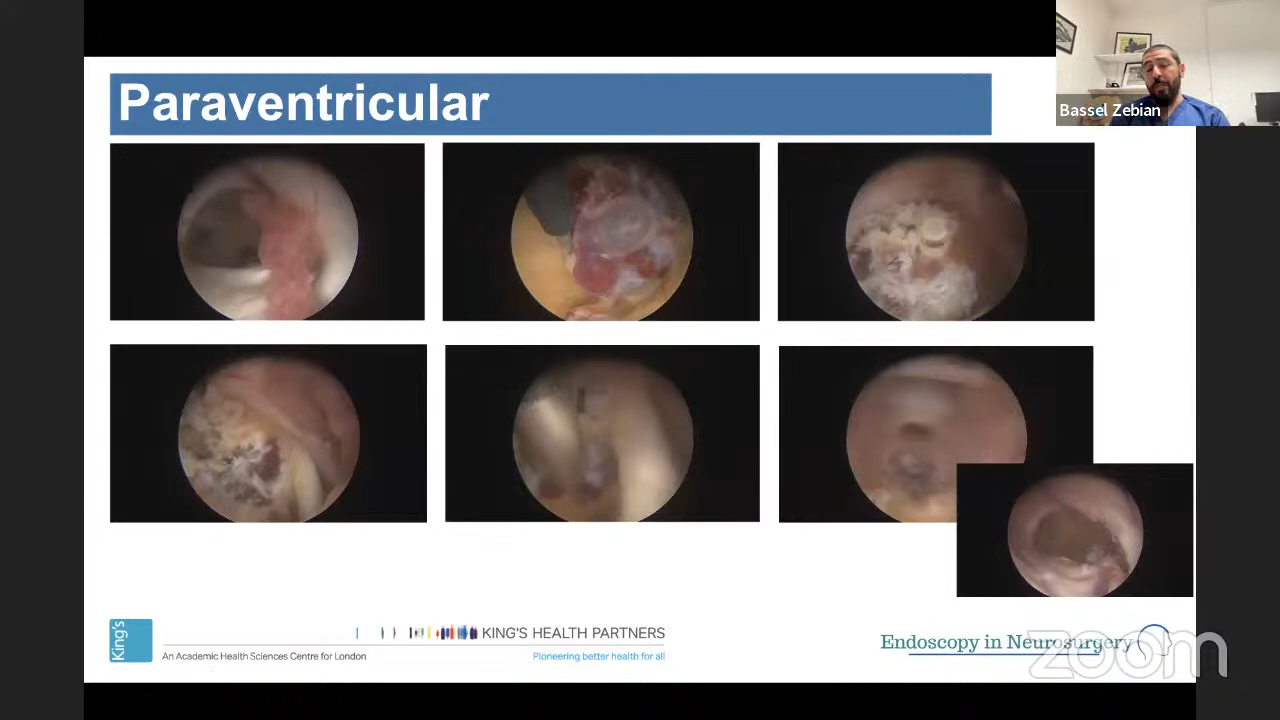 Paraventricular
Bassel Zebian
King's
KING'S HEALTH PARTNERS
An Academic Health Sciences Centre for London
Pioneering better health for all
Endoscopy in Neurosurgery
zoom